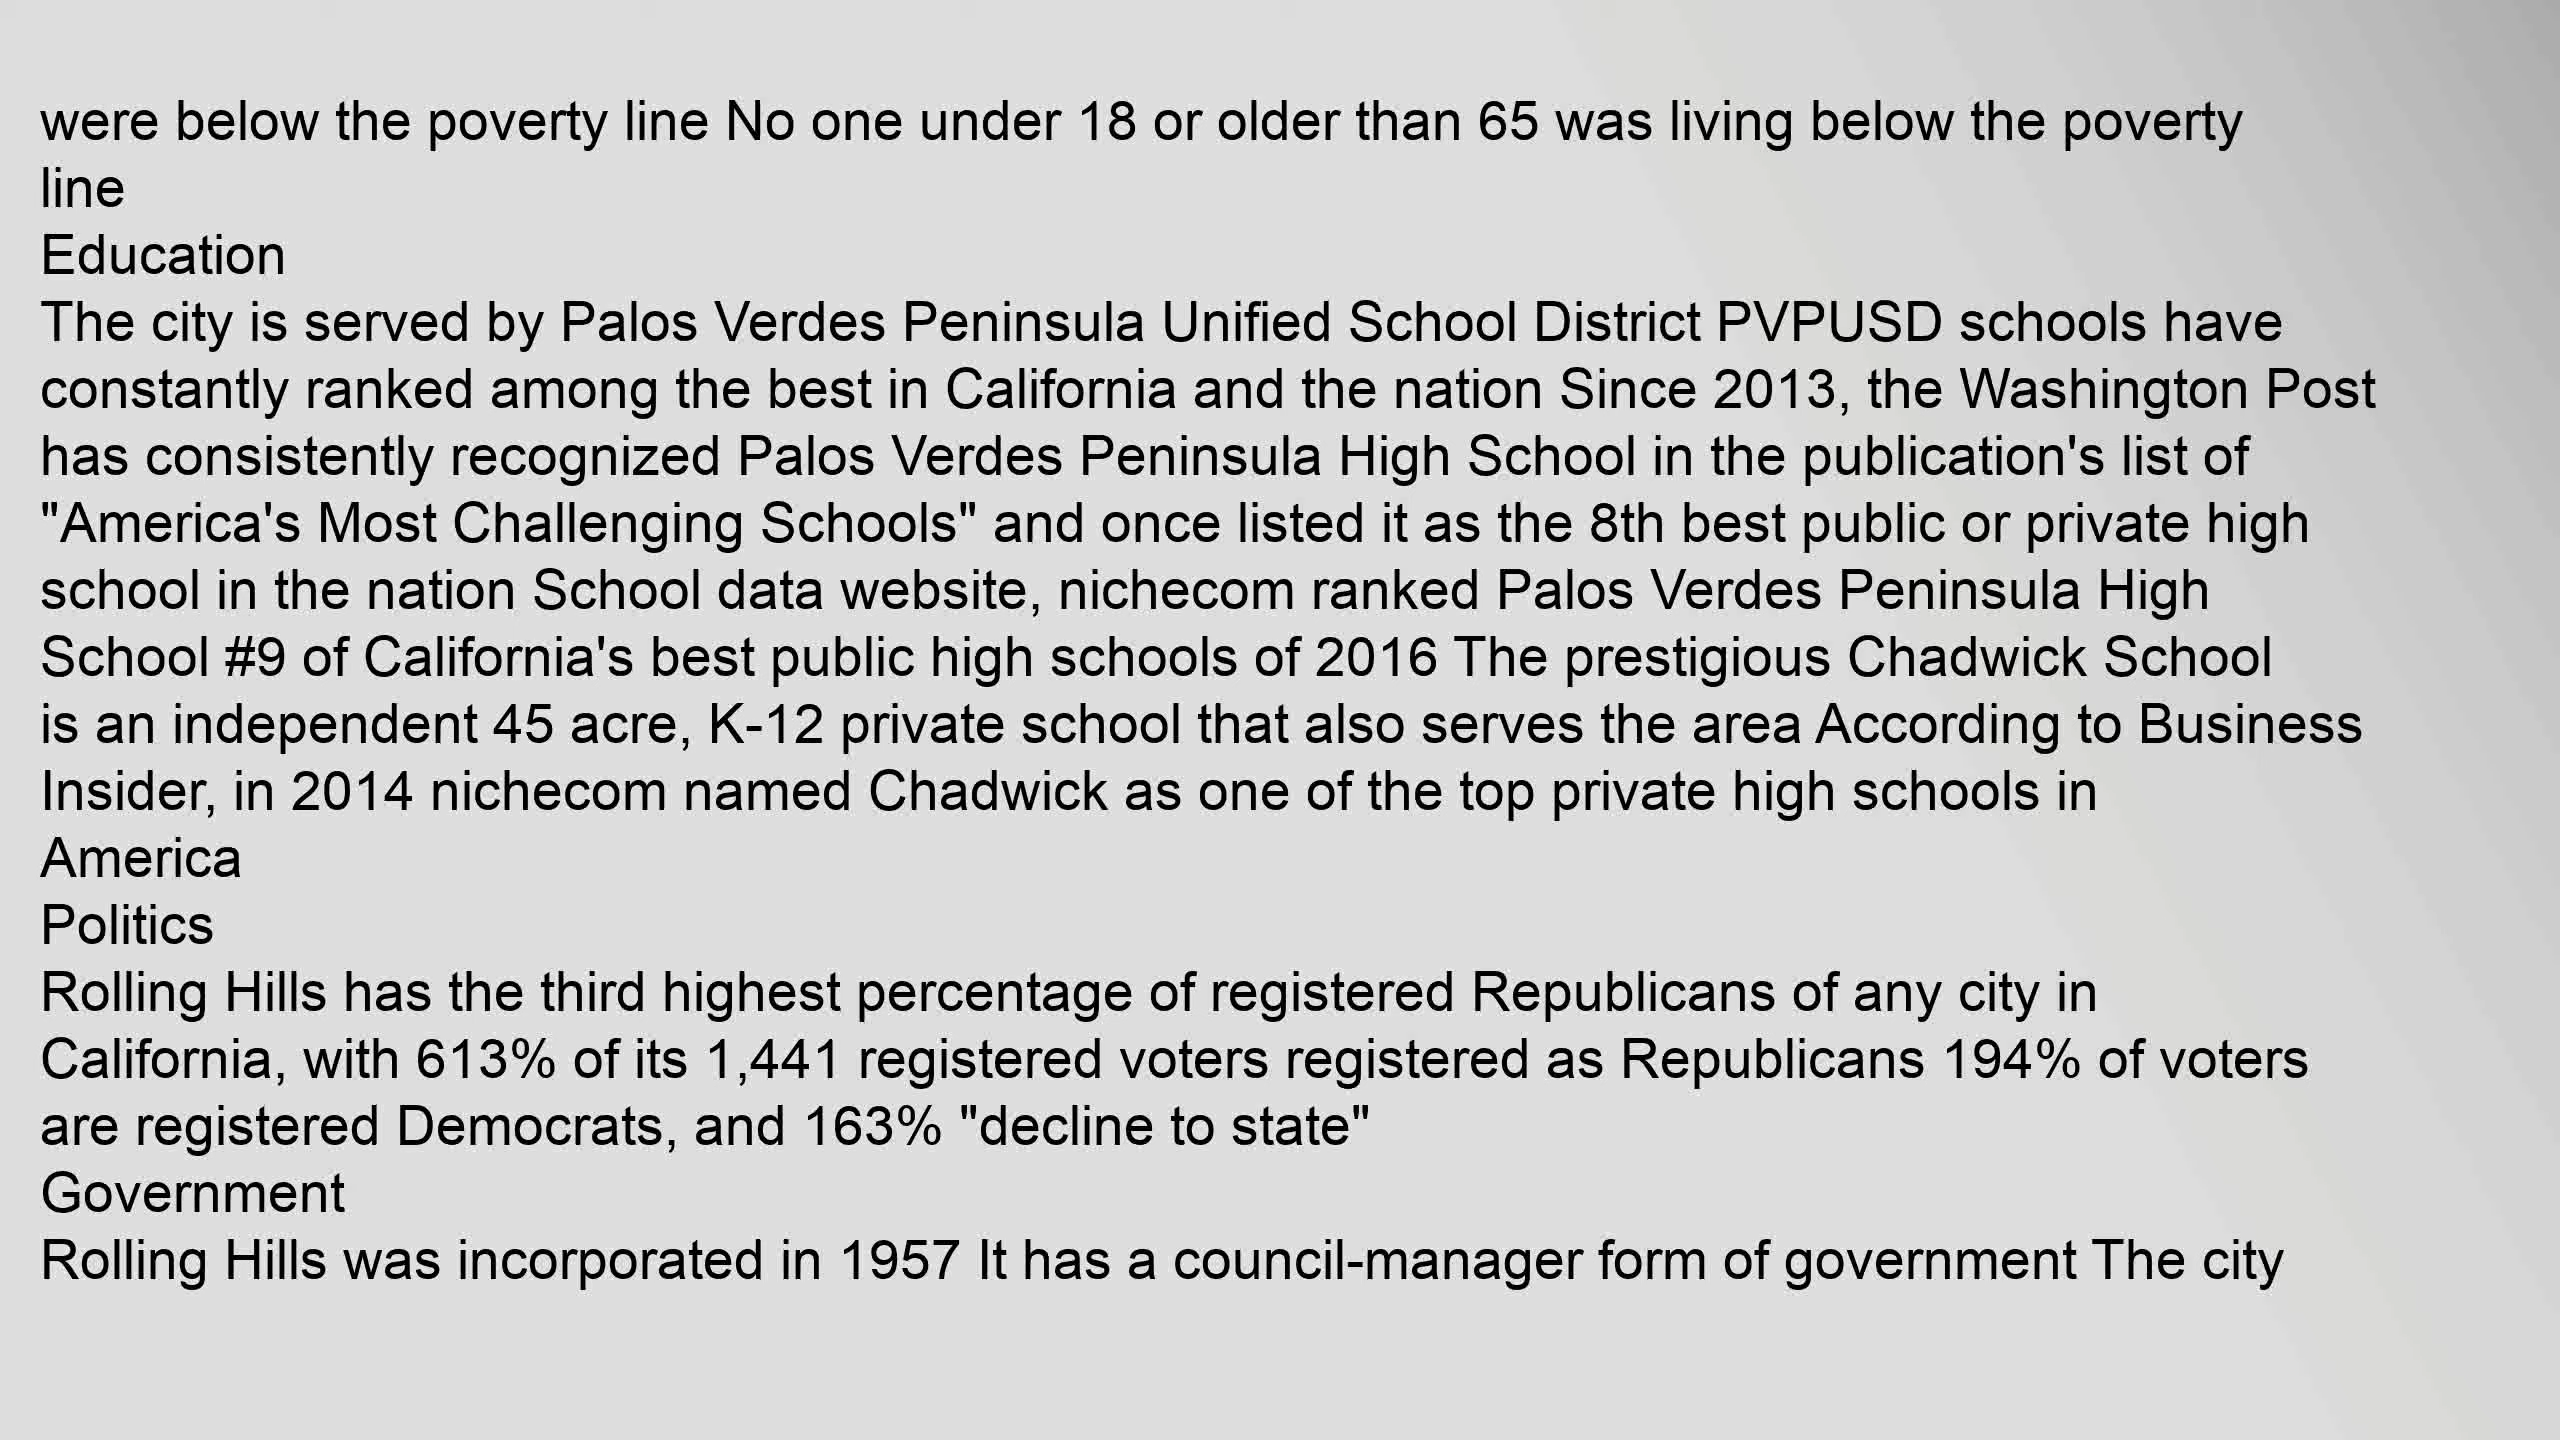 were below the poverty line No one under 18 or older than 65 was living below the poverty
line
Education
The city is served by Palos Verdes Peninsula Unified School District PVPUSD schools have
constantly ranked among the best in California and the nation Since 2013, the Washington Post
has consistently recognized Palos Verdes Peninsula High School in the publication's list of
"America's Most Challenging Schools" and once listed it as the 8th best public or private high
school in the nation School data website, nichecom ranked Palos Verdes Peninsula High
School #9 of California's best public high schools of 2016 The prestigious Chadwick School
is an independent 45 acre, K-12 private school that also serves the area According to Business
Insider, in 2014 nichecom named Chadwick as one of the top private high schools in
America
Politics
Rolling Hills has the third highest percentage of registered Republicans of any city in
California, with 613% of its 1,441 registered voters registered as Republicans 194% of voters
are registered Democrats, and 163% "decline to state"
Government
Rolling Hills was incorporated in 1957 It has a council-manager form of government The city